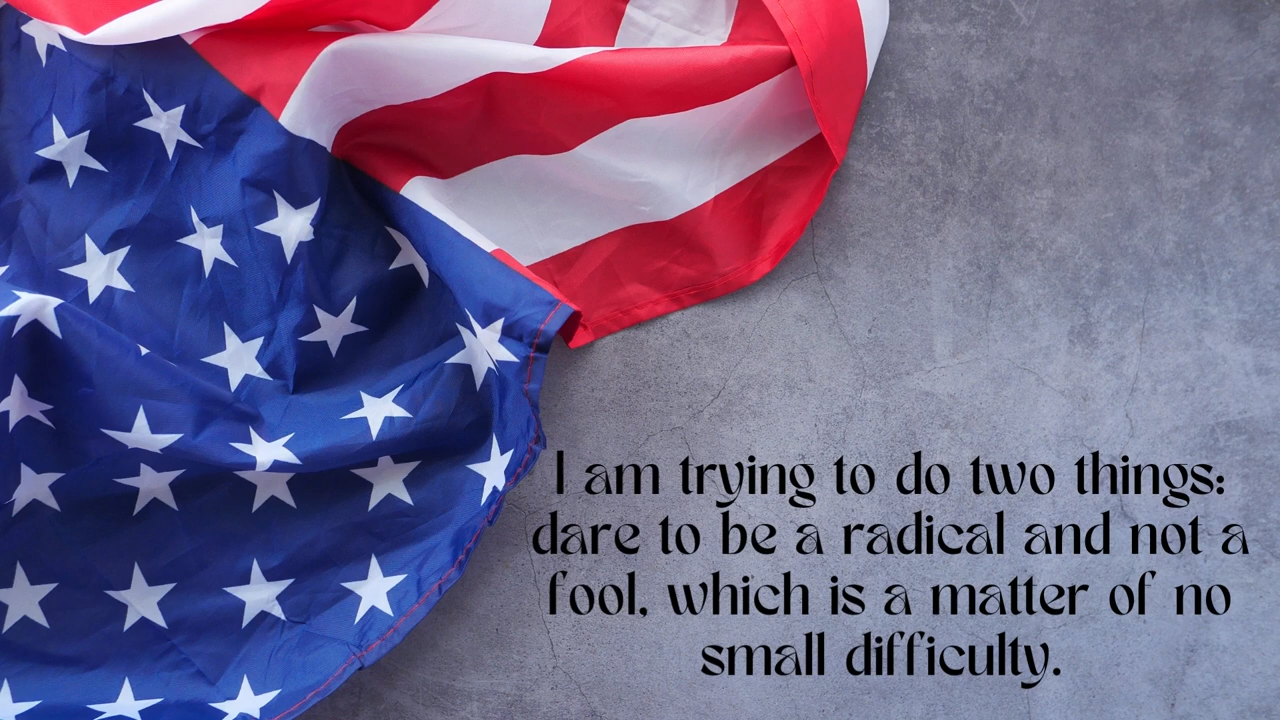 I am trying to do two things:
dare to be a radical and not a
fool, which is a matter of no
small difficulty.